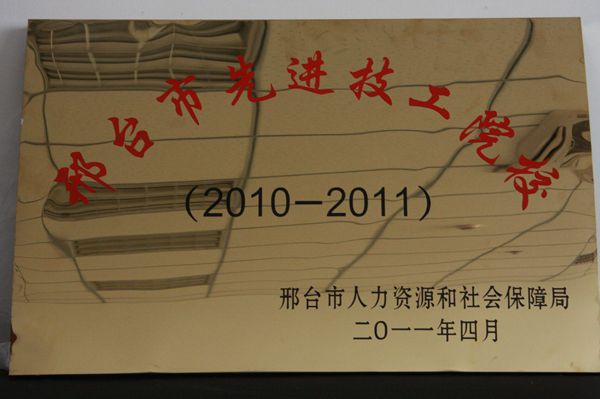 邢台市先进技工学校
(2010-2011)
邢台市人力资源和社会保障局
二0一一年四月